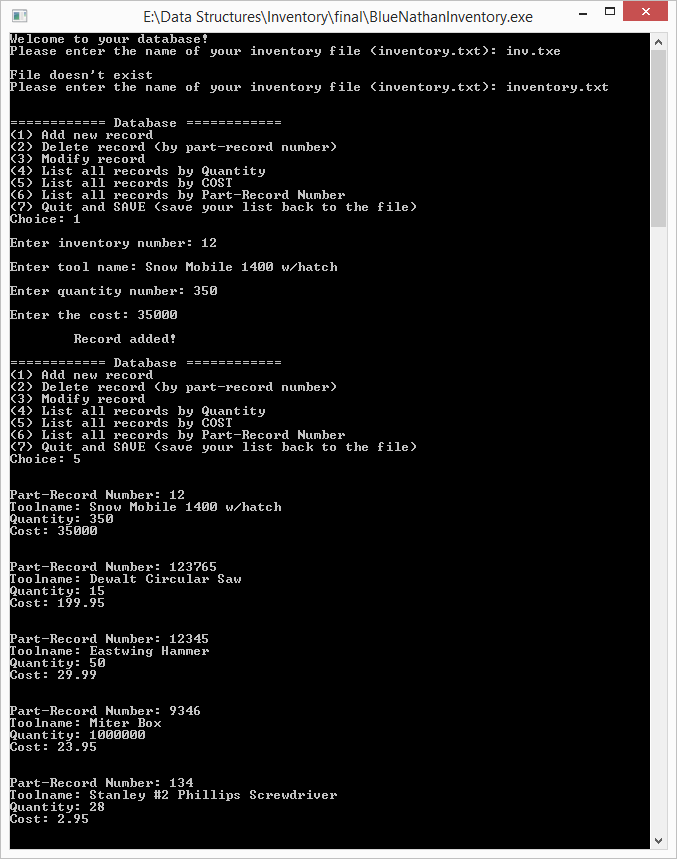 E:\Data Structures\Inventory\final\BlueNathanInventory.exe
Welcome to your database!
Please enter the name of your inventory file (inventory.txt): inv.txe
File doesn't exist
Please enter the name of your inventory file (inventory.txt): inventory.txt
============ Database ============
(1) Add new record
(2) Delete record (by part-record number)
(3) Modify record
(4) List all records by Quantity
(5) List all records by COST
(6) List all records by Part-Record Number
(7) Quit and SAVE (save your list back to the file)
Choice: 1
Enter inventory number: 12
Enter tool name: Snow Mobile 1400 w/hatch
Enter quantity number: 350
Enter the cost: 35000
Record added!
============ Database ============
(1) Add new record
(2) Delete record (by part-record number)
(3) Modify record
(4) List all records by Quantity
(5) List all records by COST
(6) List all records by Part-Record Number
(7) Quit and SAVE (save your list back to the file)
Choice: 5
Part-Record Number: 12
Toolname: Snow Mobile 1400 w/hatch
Quantity: 350
Cost: 35000
Part-Record Number: 123765
Toolname: Dewalt Circular Saw
Quantity: 15
Cost: 199.95
Part-Record Number: 12345
Toolname: Eastwing Hammer
Quantity: 50
Cost: 29.99
Part-Record Number: 9346
Toolname: Miter Box
Quantity: 1000000
Cost: 23.95
Part-Record Number: 134
Toolname: Stanley #2 Phillips Screwdriver
Quantity: 28
Cost: 2.95